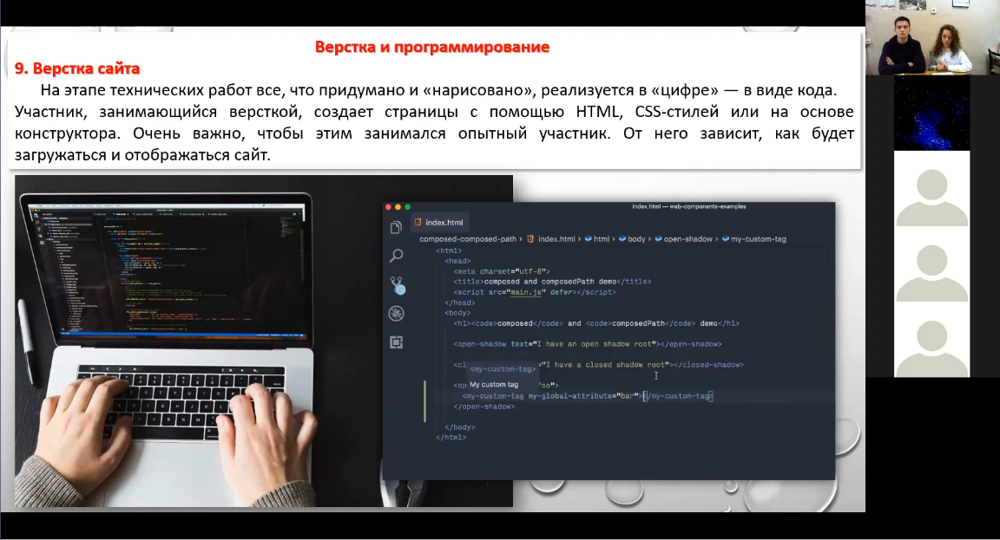 Верстка и программирование
9. Верстка сайта
На этапе технических работ все, что придумано и «нарисовано», реализуется в «цифре» — в виде кода.
Участник, занимающийся версткой, создает страницы с помощью HTML, CSS-стилей или на основе
конструктора. Очень важно, чтобы этим занимался опытный участник. От него зависит, как будет
загружаться и отображаться сайт.
index.html — web-components-examples
index.html
composed-composed-path › index.html › html › body › open-shadow › my-custom-tag
<html>
<head>
<meta charset="utf-8">
<title>composed and composedPath demo</title>
<script src="main.js" defer></script>
</head>
<body>
<h1><code>composed</code> and <code>composedPath</code> demo</h1>
<open-shadow text="I have an open shadow root"></open-shadow>
<cl ="I have a closed shadow root"></closed-shadow>
<my-custom-tag>
My custom tag
<op oo">
<my-custom-tag my-global-attribute="bar"></my-custom-tag>
</open-shadow>
</body>
</html>